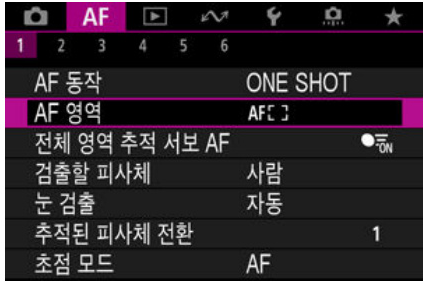 AF
1 2 3 4 5 6
AF 동작 ONE SHOT
AF 영역 AF[ ]
전체 영역 추적 서보 AF ON
검출할 피사체 사람
눈 검출 자동
추적된 피사체 전환 1
초점 모드 AF